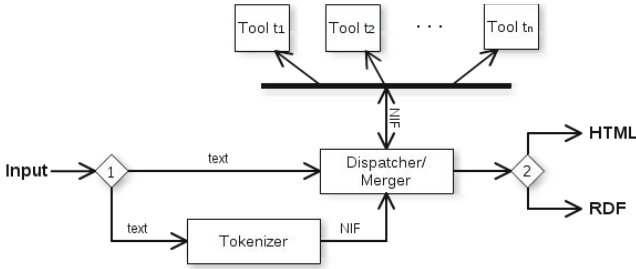 Tool t1
Tool t2
. . .
Tool tn
NIF
Input
1
text
Dispatcher/
Merger
2
HTML
RDF
text
Tokenizer
NIF